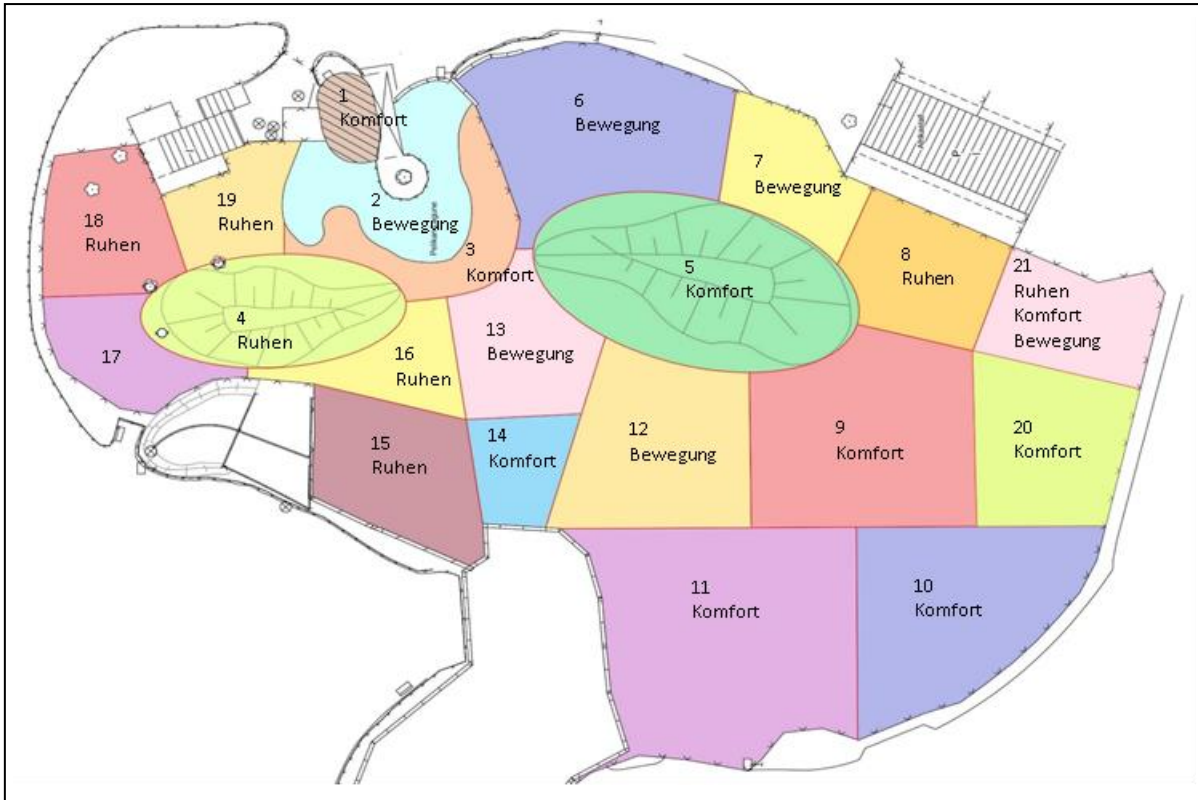 1
Komfort
2
Bewegung
3
Komfort
4
Ruhen
5
Komfort
6
Bewegung
7
Bewegung
8
Ruhen
9
Komfort
10
Komfort
11
Komfort
12
Bewegung
13
Bewegung
14
Komfort
15
Ruhen
16
Ruhen
17
18
Ruhen
19
Ruhen
20
Komfort
21
Ruhen
Komfort
Bewegung